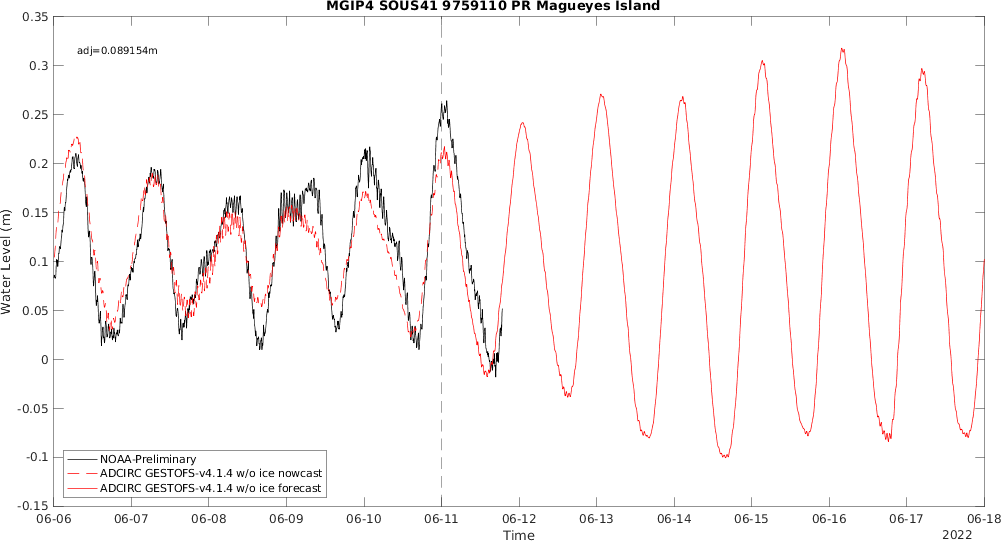 MGIP4 SOUS41 9759110 PR Magueyes Island
adj=0.089154m
Water Level (m)
0.35
0.3
0.25
0.2
0.15
0.1
0.05
0
-0.05
-0.1
-0.15
NOAA-Preliminary
ADCIRC GESTOFS-v4.1.4 w/o ice nowcast
ADCIRC GESTOFS-v4.1.4 w/o ice forecast
06-06 06-07 06-08 06-09 06-10 06-11 06-12 06-13 06-14 06-15 06-16 06-17 06-18
Time
2022